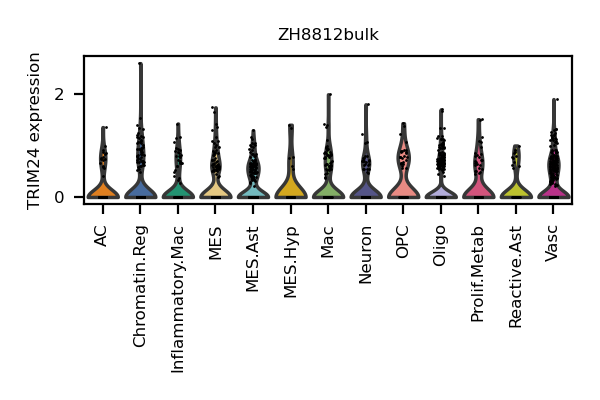 ZH8812bulk
TRIM24 expression
2
0
AC
Chromatin.Reg
Inflammatory.Mac
MES
MES.Ast
MES.Hyp
Mac
Neuron
OPC
Oligo
Prolif.Metab
Reactive.Ast
Vasc